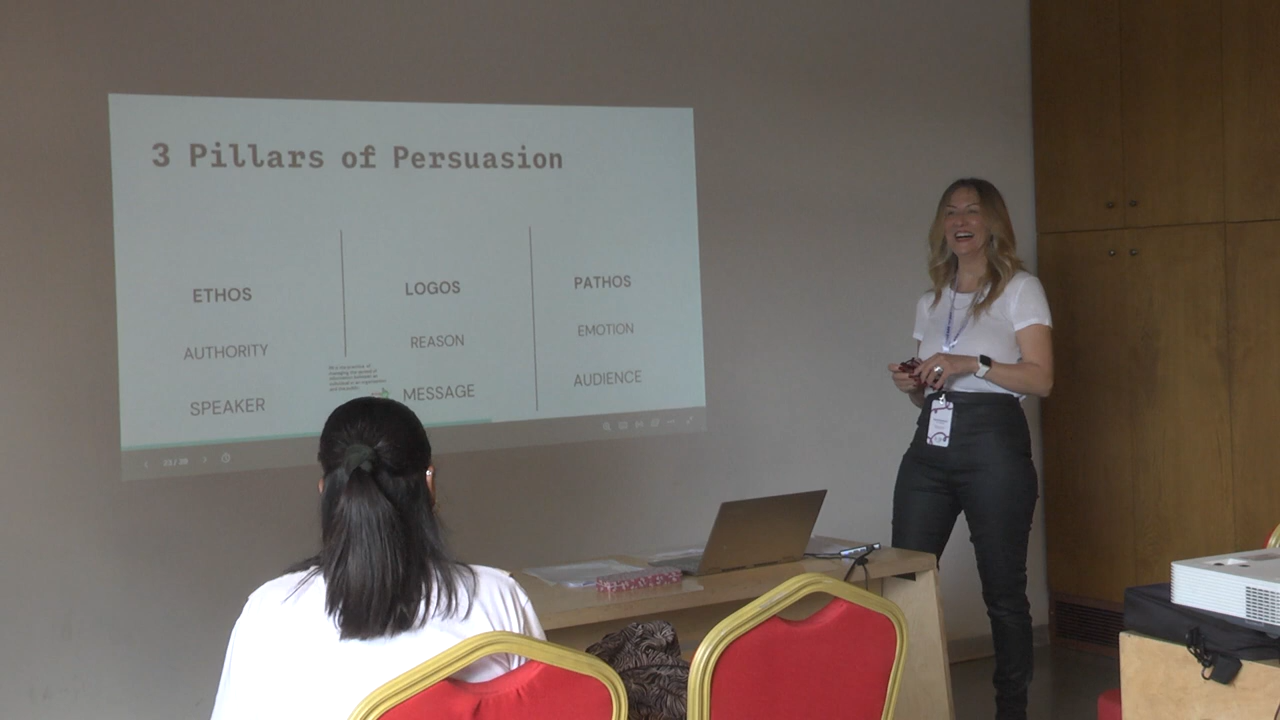 3 Pillars of Persuasion
ETHOS
AUTHORITY
SPEAKER
LOGOS
REASON
MESSAGE
PATHOS
EMOTION
AUDIENCE